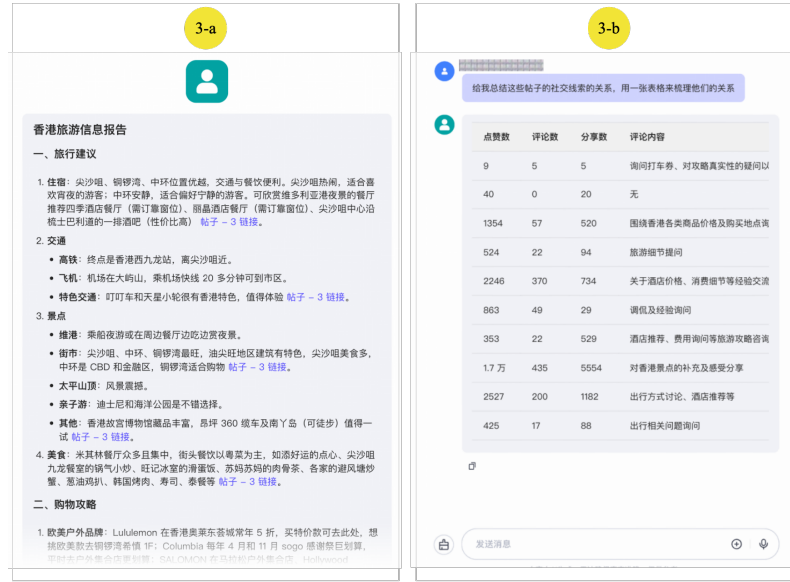 3-a
香港旅游信息报告
一、旅行建议
1. 住宿：尖沙咀、铜锣湾、中环位置优越，交通与餐饮便利。尖沙咀热闹，适合喜
欢宵夜的游客；中环安静，适合偏好宁静的游客。可欣赏维多利亚港夜景的餐厅
推荐四季酒店餐厅（需订靠窗位）、丽晶酒店餐厅（需订靠窗位）、尖沙咀中心沿
梳士巴利道的一排酒吧（性价比高） 帖子 – 3 链接。
2. 交通
• 高铁：终点是香港西九龙站，离尖沙咀近。
• 飞机：机场在大屿山，乘机场快线 20 多分钟可到市区。
• 特色交通：叮叮车和天星小轮很有香港特色，值得体验 帖子 – 3 链接。
3. 景点
• 维港：乘船夜游或在周边餐厅边吃边赏夜景。
• 街市：尖沙咀、中环、铜锣湾最旺，油尖旺地区建筑有特色，尖沙咀美食多，
中环是 CBD 和金融区，铜锣湾适合购物 帖子 – 3 链接。
• 太平山顶：风景震撼。
• 亲子游：迪士尼和海洋公园是不错选择。
• 其他：香港故宫博物馆藏品丰富，昂坪 360 缆车及南丫岛（可徒步）值得一
试 帖子 – 3 链接。
4. 美食：米其林餐厅众多且集中，街头餐饮以粤菜为主，如添好运的点心、尖沙咀
九龙餐室的锅气小炒、旺记冰室的滑蛋饭、苏妈苏妈的肉骨茶、各家的避风塘炒
蟹、葱油鸡扒、韩国烤肉、寿司、泰餐等 帖子 – 3 链接。
二、购物攻略
1. 欧美户外品牌：Lululemon 在香港奥莱东荟城常年 5 折，买特价款可去此处，想
挑欧美款去铜锣湾希慎 1F；Columbia 每年 4 月和 11 月 sogo 感谢祭巨划算，
平时去户外集合店更划算；SALOMON 在马拉松户外集合店，Hollywood
3-b
给我总结这些帖子的社交线索的关系，用一张表格来梳理他们的关系
点赞数 评论数 分享数 评论内容
9 5 5 询问打车券、对攻略真实性的疑问以
40 0 20 无
1354 57 520 围绕香港各类商品价格及购买地点询
524 22 94 旅游细节提问
2246 370 734 关于酒店价格、消费细节等经验交流
863 49 29 调侃及经验询问
353 22 529 酒店推荐、费用询问等旅游攻略咨询
1.7 万 435 5554 对香港景点的补充及感受分享
2527 200 1182 出行方式讨论、酒店推荐等
425 17 88 出行相关问题询问
发送消息